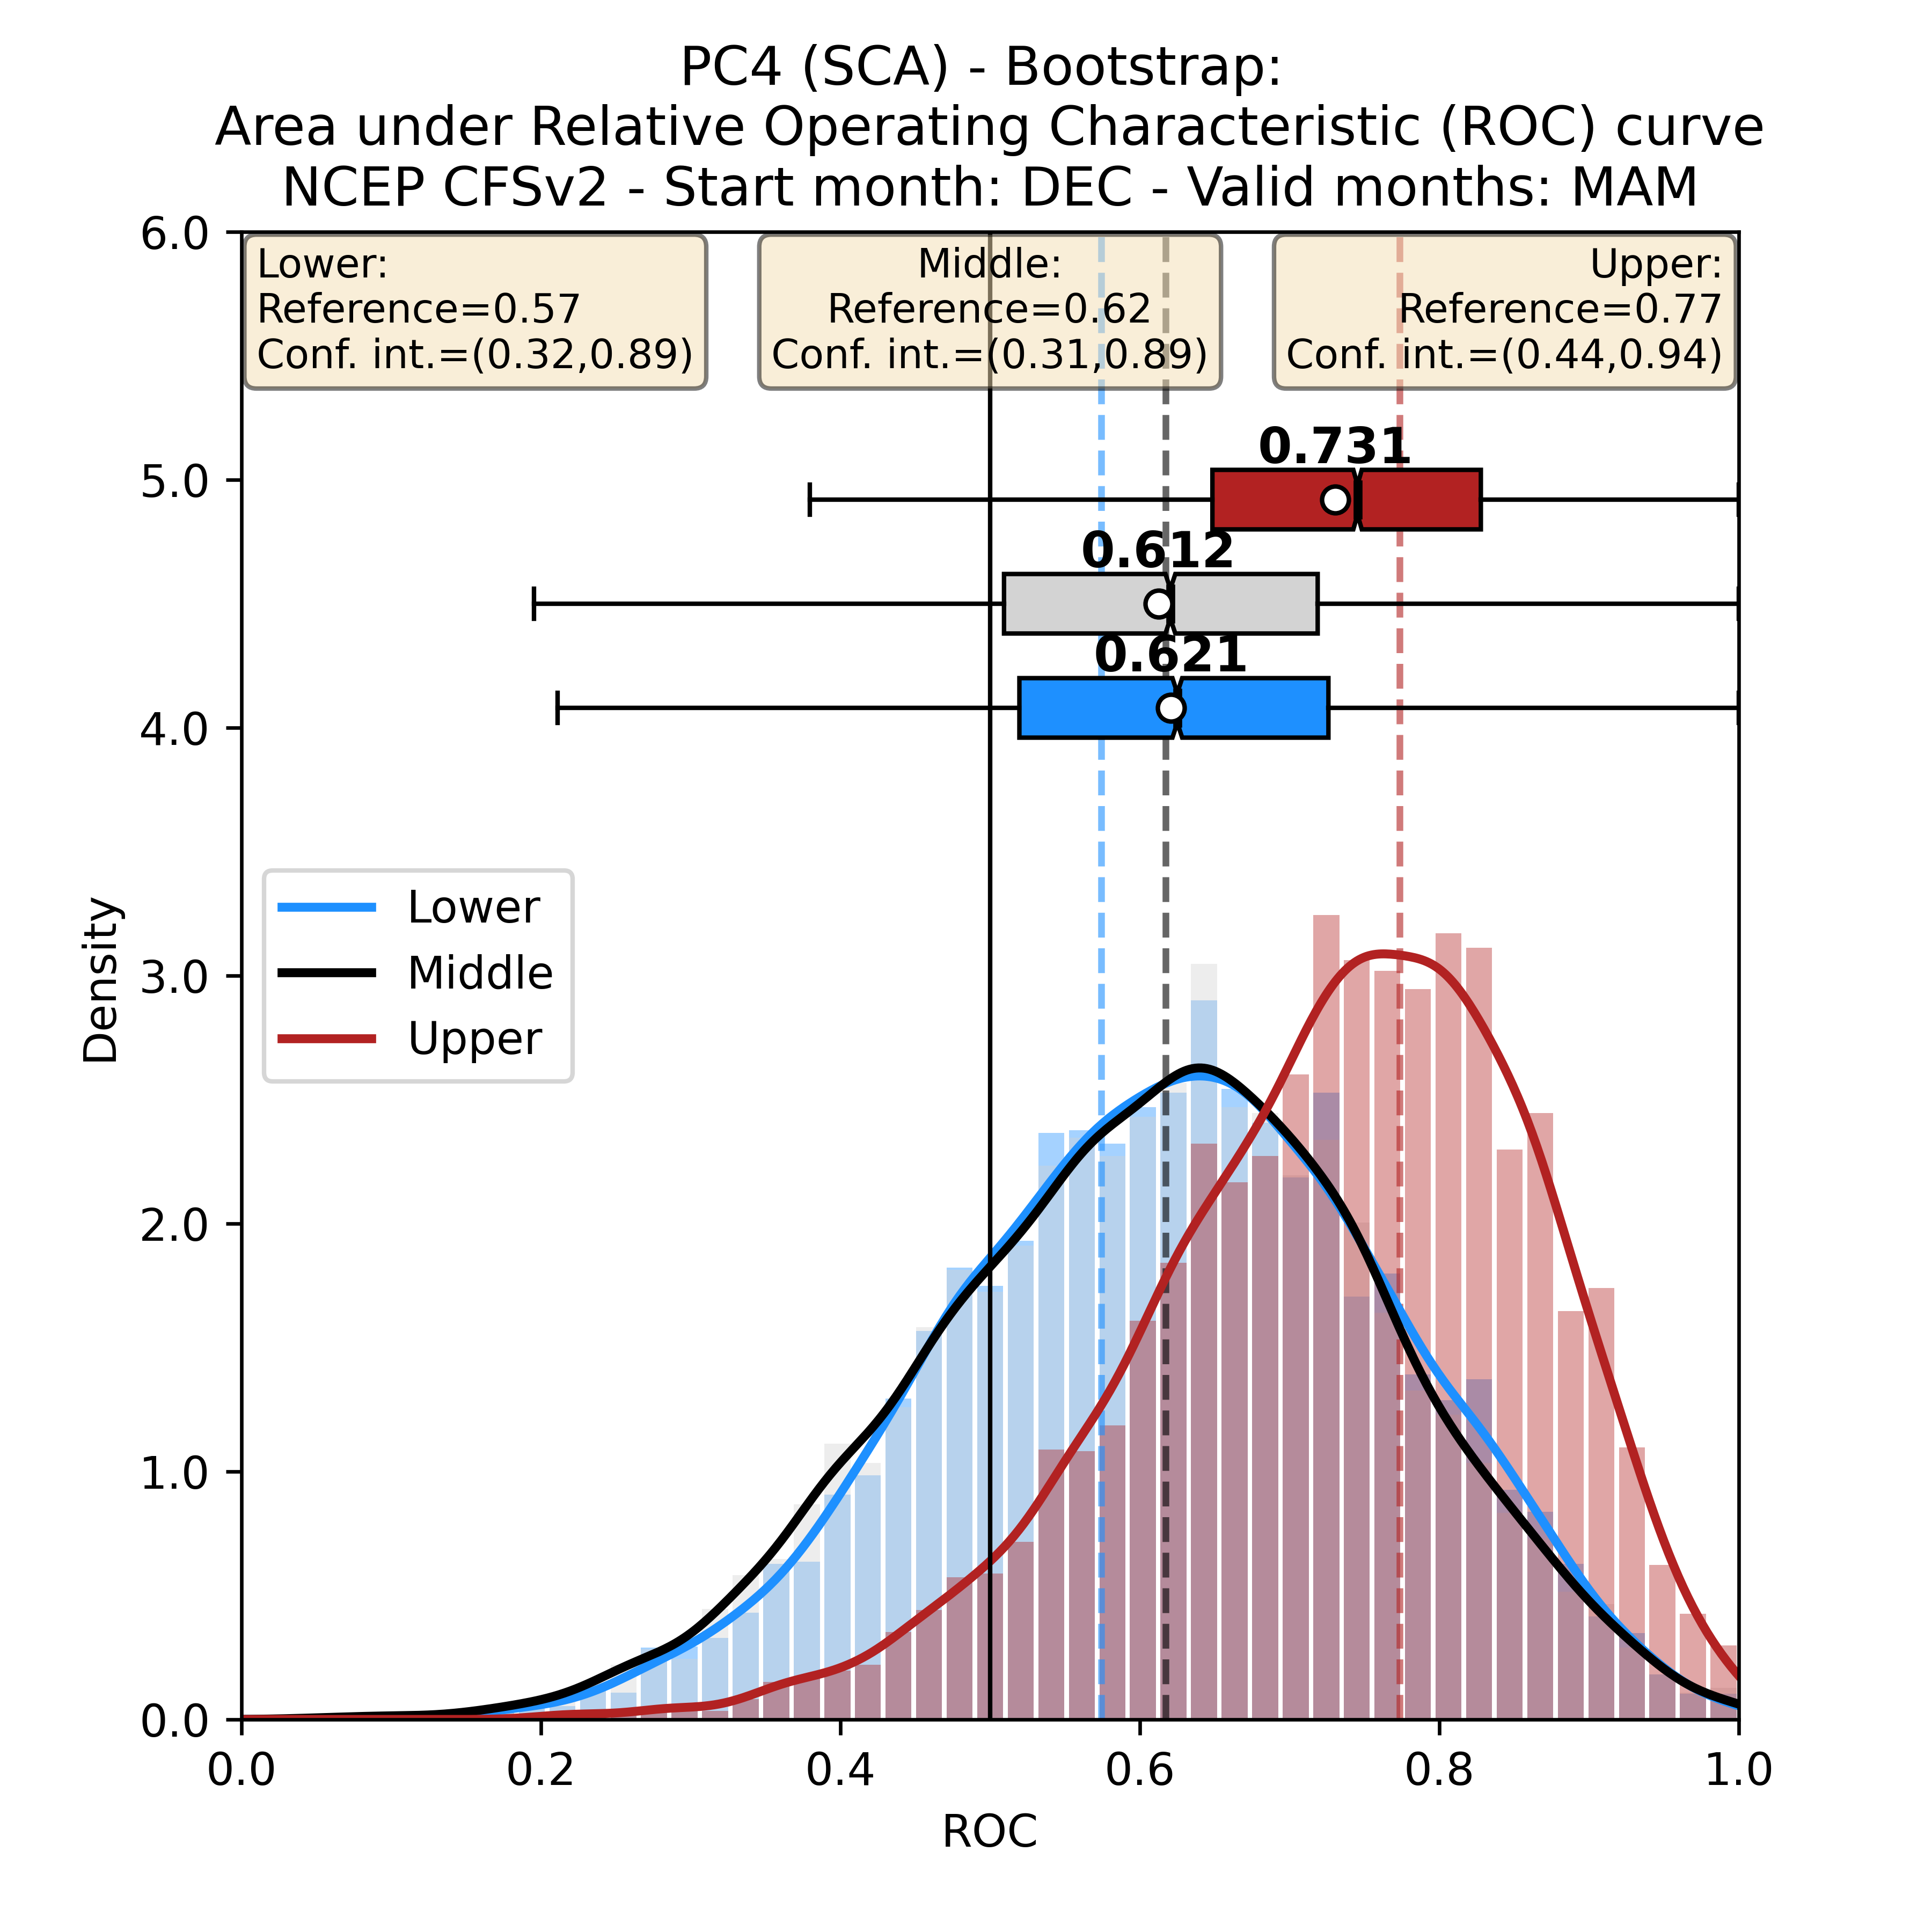 PC4 (SCA) - Bootstrap:
Area under Relative Operating Characteristic (ROC) curve
NCEP CFSv2 - Start month: DEC - Valid months: MAM
6.0
Lower:
Reference=0.57
Conf. int.=(0.32,0.89)
Middle:
Reference=0.62
Conf. int.=(0.31,0.89)
Upper:
Reference=0.77
Conf. int.=(0.44,0.94)
0.731
5.0
0.612
0.621
4.0
Lower
Middle
Upper
Density
3.0
2.0
1.0
0.0
0.0 0.2 0.4 0.6 0.8 1.0
ROC